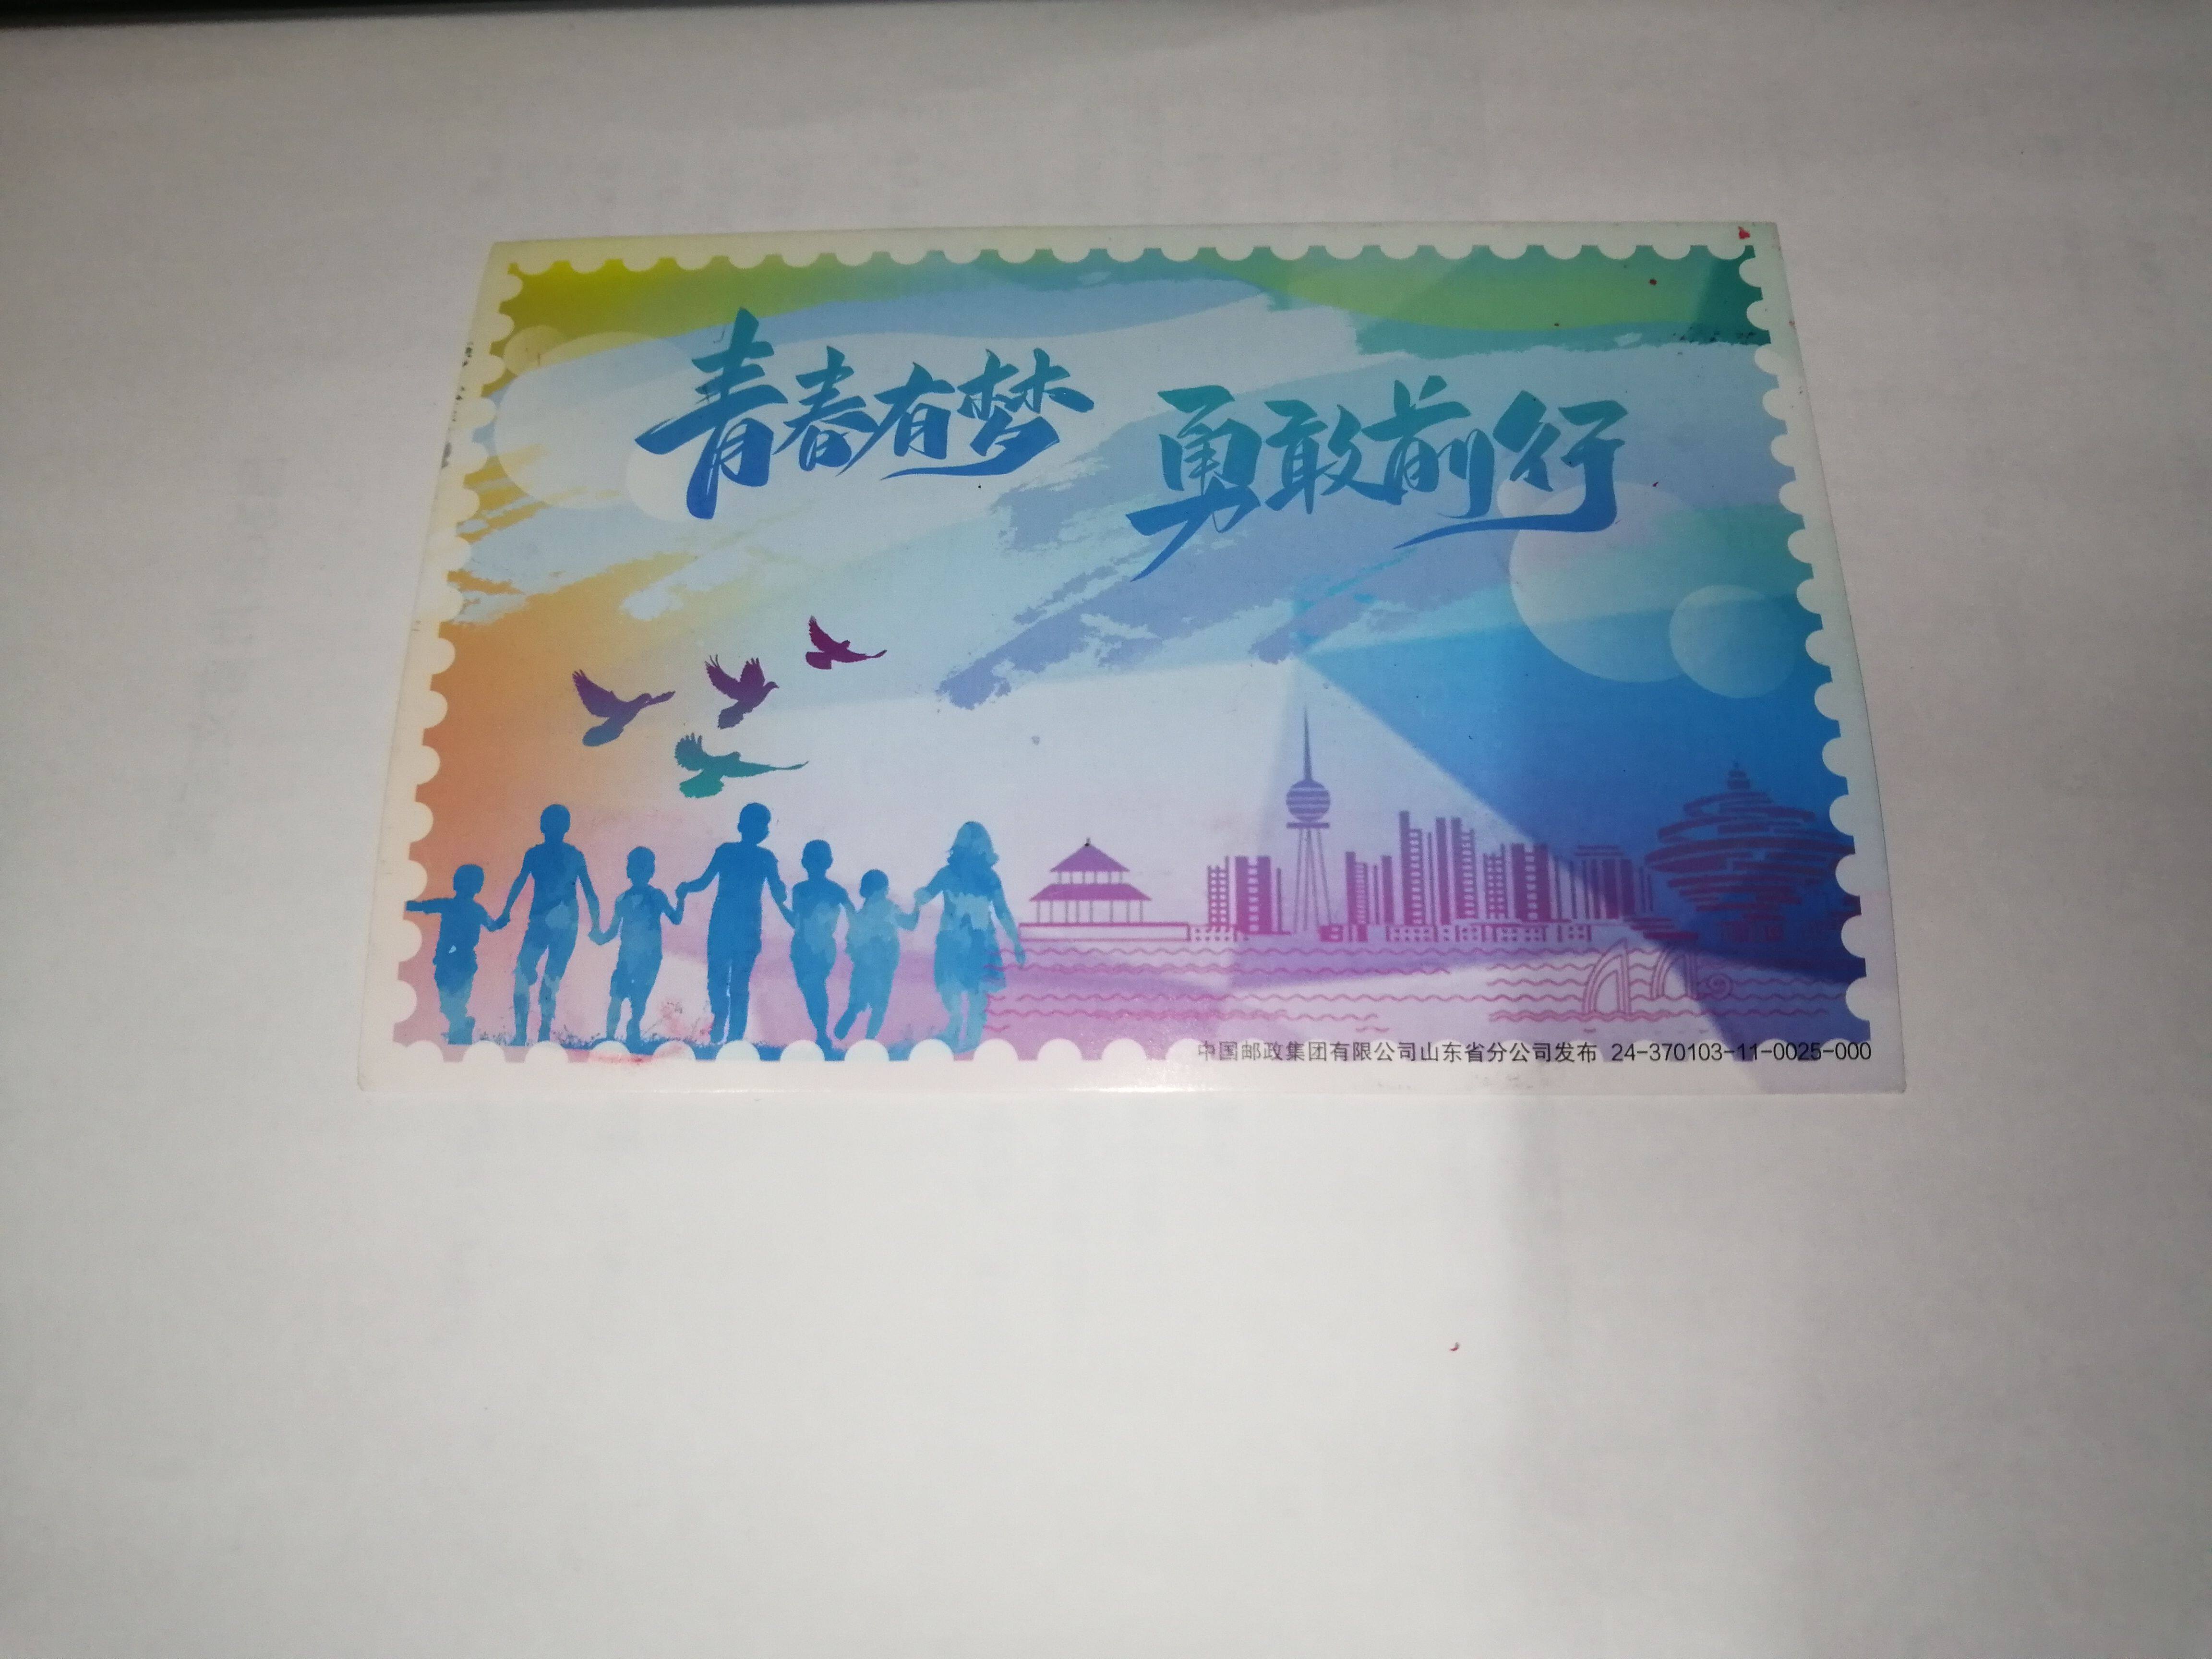 青春有梦 勇敢前行
中国邮政集团有限公司山东省分公司发布 24-370103-11-0025-000